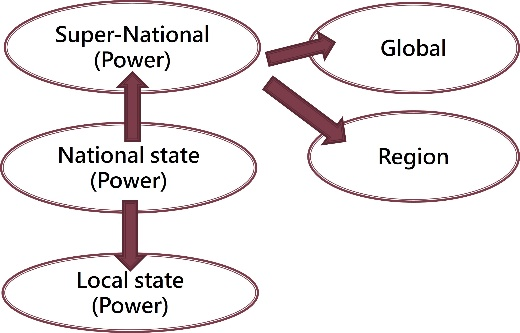 Super-National
(Power)
Global
National state
(Power)
Region
Local state
(Power)